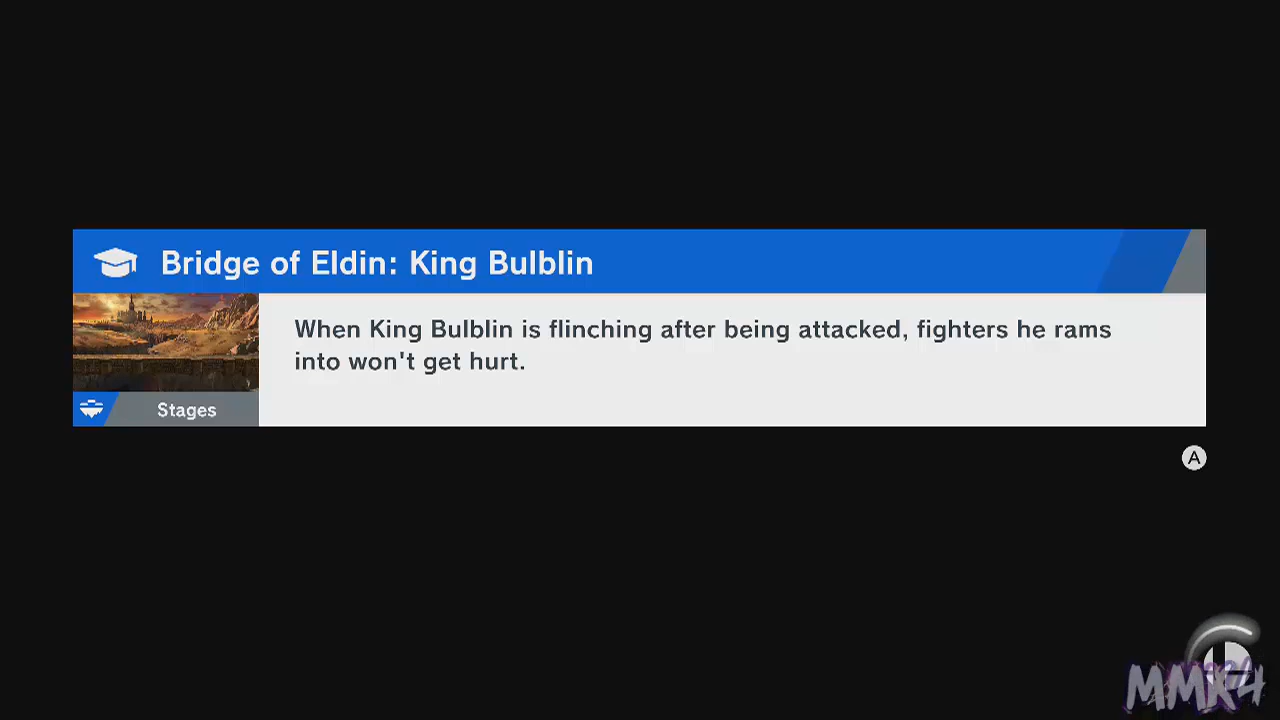 Bridge of Eldin: King Bulblin
When King Bulblin is flinching after being attacked, fighters he rams
into won't get hurt.
Stages
A
MMK4